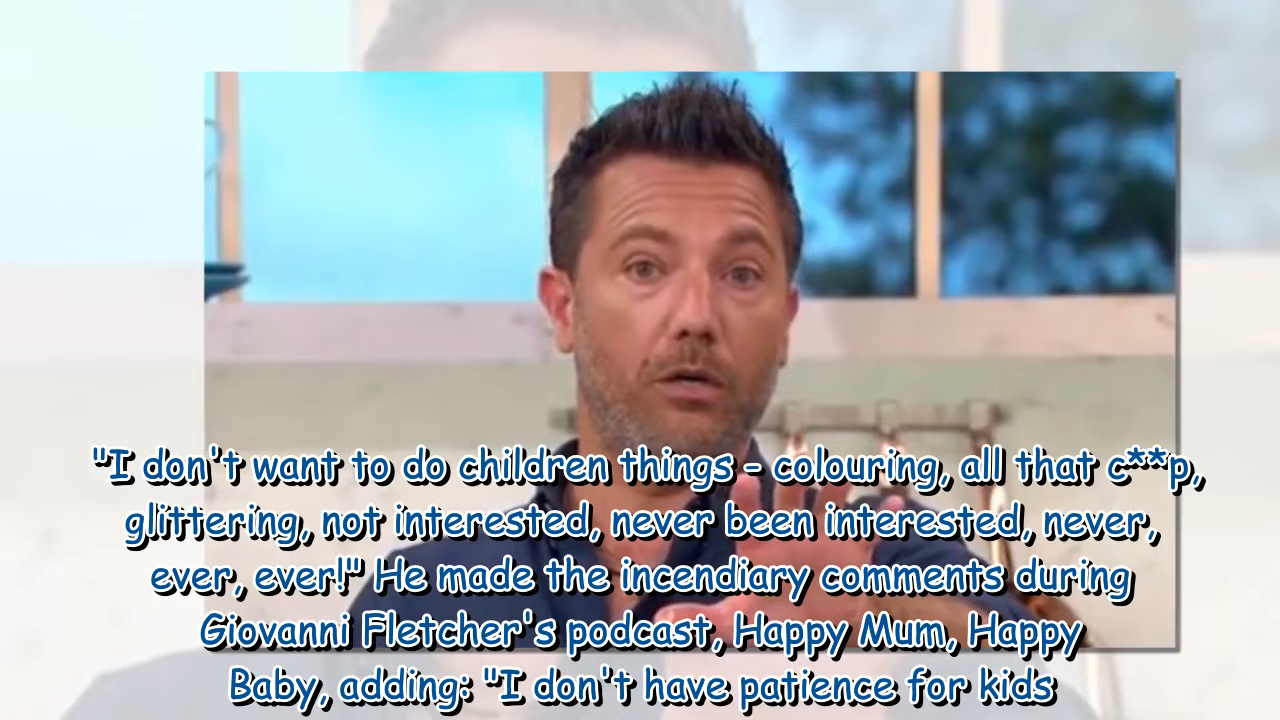 "I don't want to do children things - colouring, all that c**p,
glittering, not interested, never been interested, never,
ever, ever!" He made the incendiary comments during
Giovanni Fletcher's podcast, Happy Mum, Happy
Baby, adding: "I don't have patience for kids